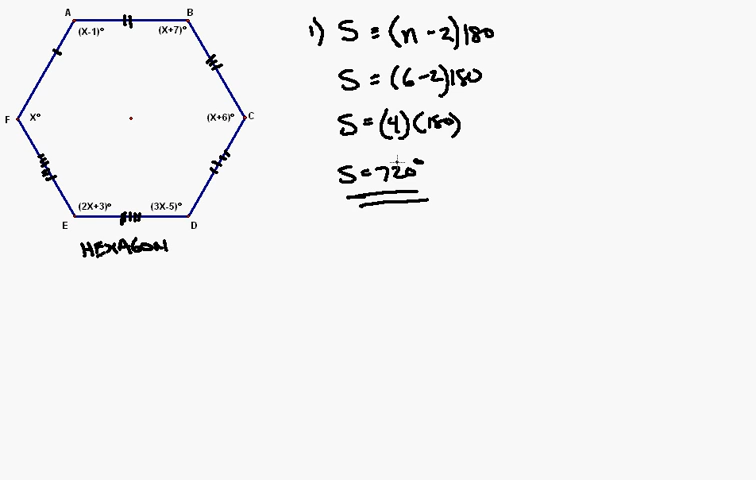 A
B
(X-1)°
(X+7)°
1) S = (n - 2)180
S = (6 - 2)180
F
X°
(X+6)°
C
S = (4)(180)
S = 720°
(2X+3)°
(3X-5)°
E
D
HEXAGON